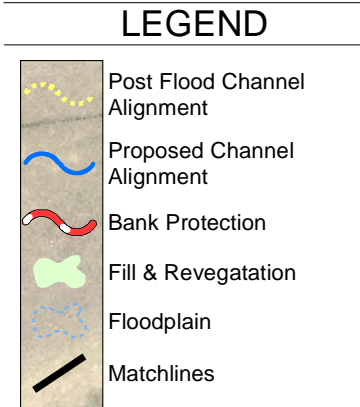 LEGEND
Post Flood Channel
Alignment
Proposed Channel
Alignment
Bank Protection
Fill & Revegatation
Floodplain
Matchlines